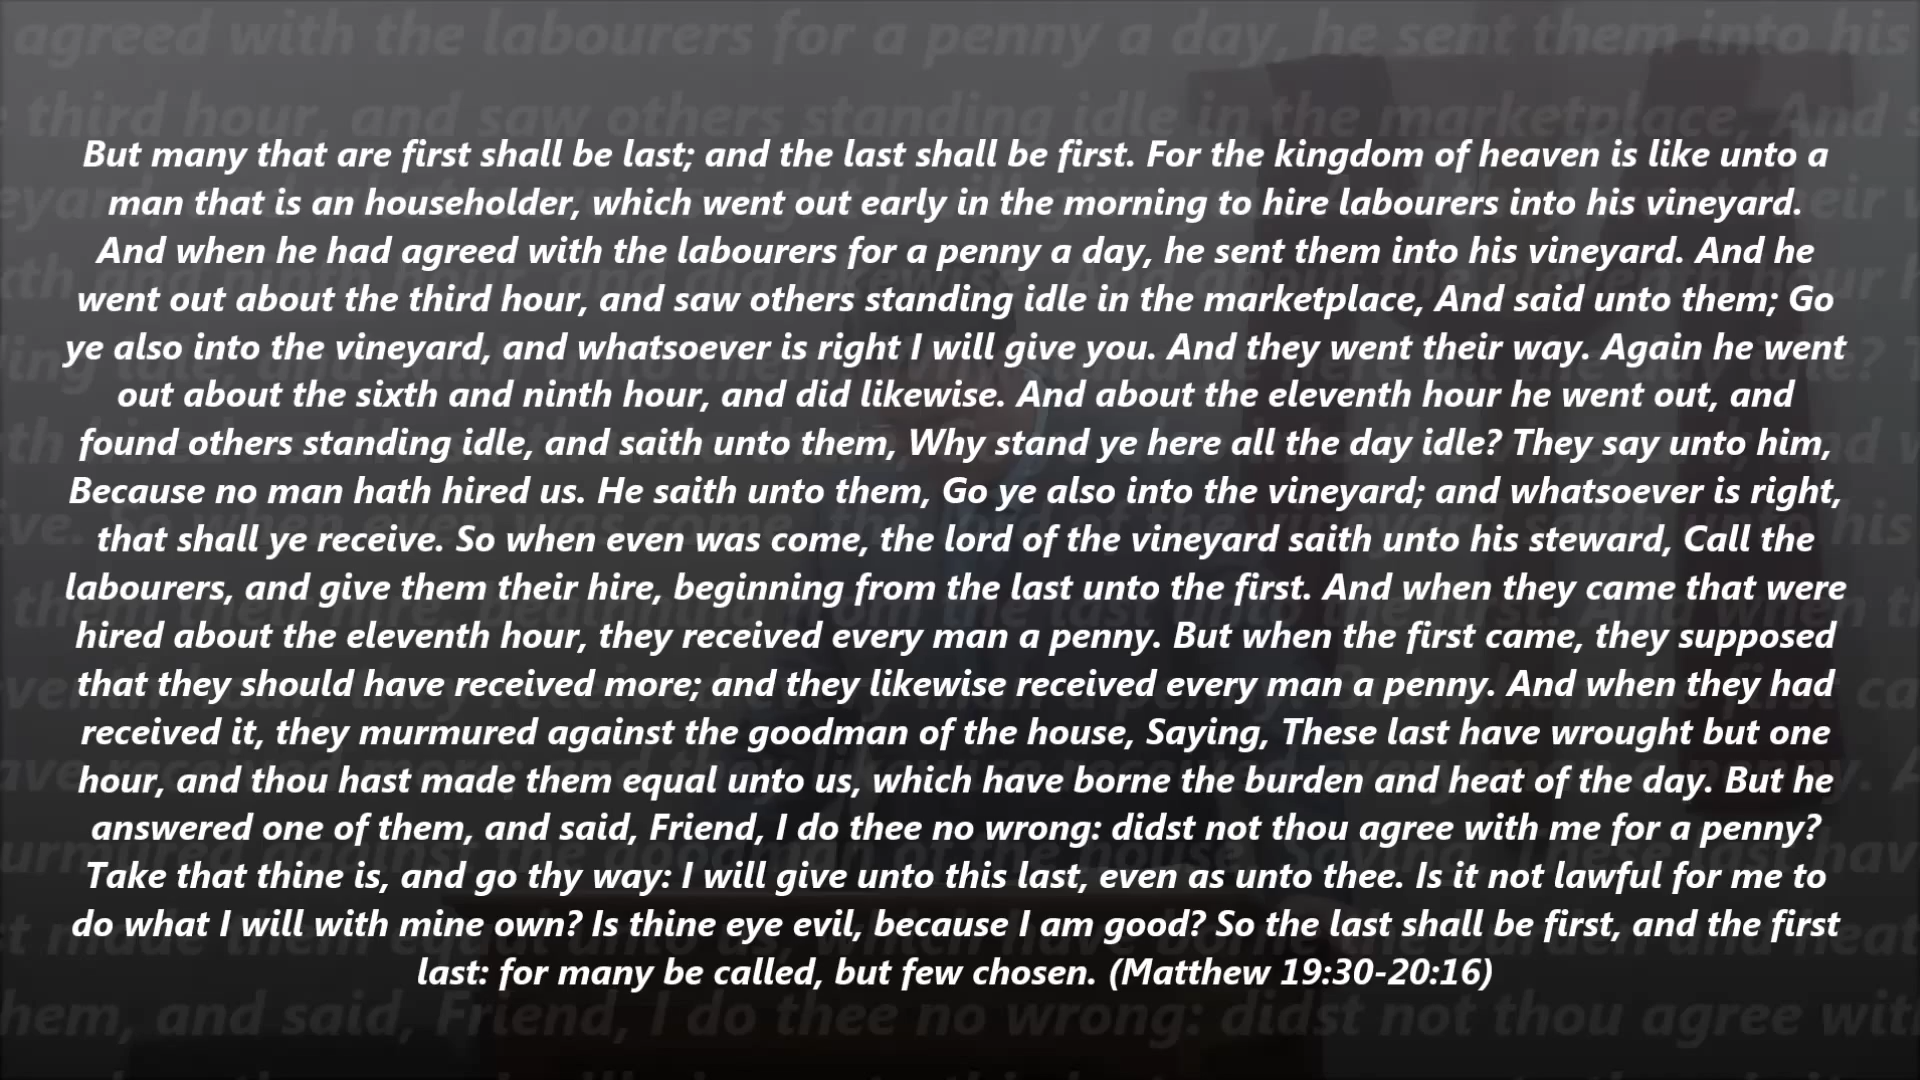 But many that are first shall be last; and the last shall be first. For the kingdom of heaven is like unto a
man that is an householder, which went out early in the morning to hire labourers into his vineyard.
And when he had agreed with the labourers for a penny a day, he sent them into his vineyard. And he
went out about the third hour, and saw others standing idle in the marketplace, And said unto them; Go
ye also into the vineyard, and whatsoever is right I will give you. And they went their way. Again he went
out about the sixth and ninth hour, and did likewise. And about the eleventh hour he went out, and
found others standing idle, and saith unto them, Why stand ye here all the day idle? They say unto him,
Because no man hath hired us. He saith unto them, Go ye also into the vineyard; and whatsoever is right,
that shall ye receive. So when even was come, the lord of the vineyard saith unto his steward, Call the
labourers, and give them their hire, beginning from the last unto the first. And when they came that were
hired about the eleventh hour, they received every man a penny. But when the first came, they supposed
that they should have received more; and they likewise received every man a penny. And when they had
received it, they murmured against the goodman of the house, Saying, These last have wrought but one
hour, and thou hast made them equal unto us, which have borne the burden and heat of the day. But he
answered one of them, and said, Friend, I do thee no wrong: didst not thou agree with me for a penny?
Take that thine is, and go thy way: I will give unto this last, even as unto thee. Is it not lawful for me to
do what I will with mine own? Is thine eye evil, because I am good? So the last shall be first, and the first
last: for many be called, but few chosen. (Matthew 19:30-20:16)